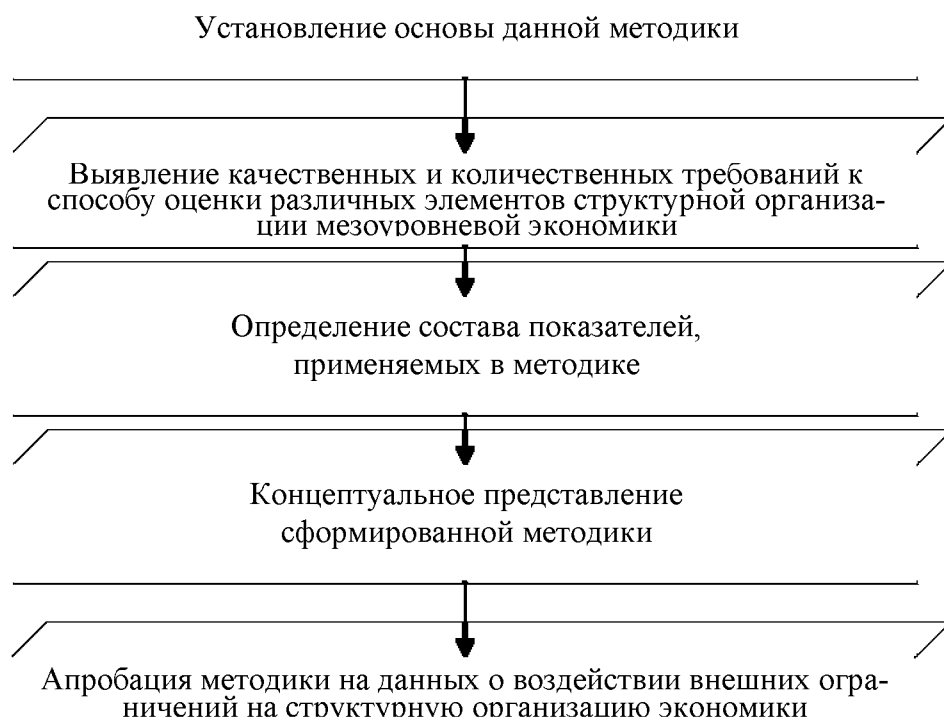 Установление основы данной методики
Выявление качественных и количественных требований к
способу оценки различных элементов структурной организа-
ции мезоуровневой экономики
Определение состава показателей,
применяемых в методике
Концептуальное представление
сформированной методики
Апробация методики на данных о воздействии внешних огра-
ничений на структурную организацию экономики